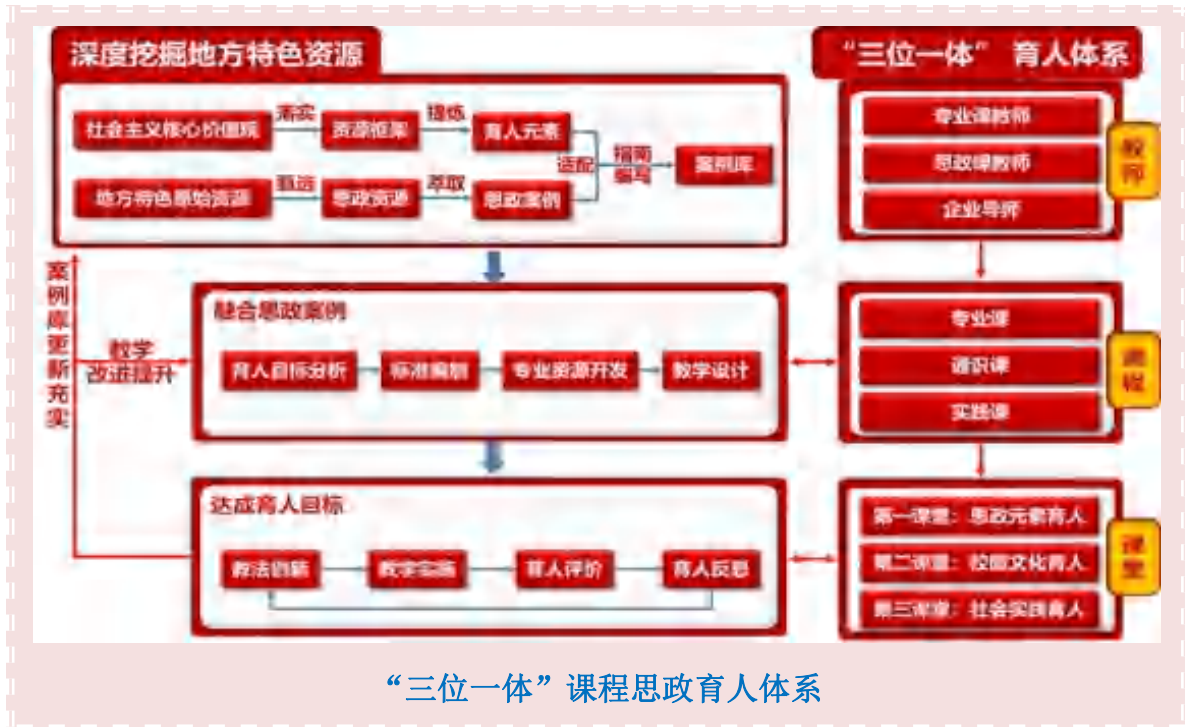 深度挖掘地方特色资源
社会主义核心价值观
落实
资源框架
提炼
育人元素
适配
指南
编写
案例库
地方特色原始资源
甄选
思政资源
萃取
思政案例
案例库更新充实
教学
改进提升
融合思政案例
育人目标分析
标准编制
专业资源开发
教学设计
达成育人目标
教法创新
教学实施
育人评价
育人反思
“三位一体” 育人体系
专业课教师
思政课教师
企业导师
教师
专业课
通识课
实践课
课程
第一课堂：思政元素育人
第二课堂：校园文化育人
第三课堂：社会实践育人
课堂
“三位一体”课程思政育人体系